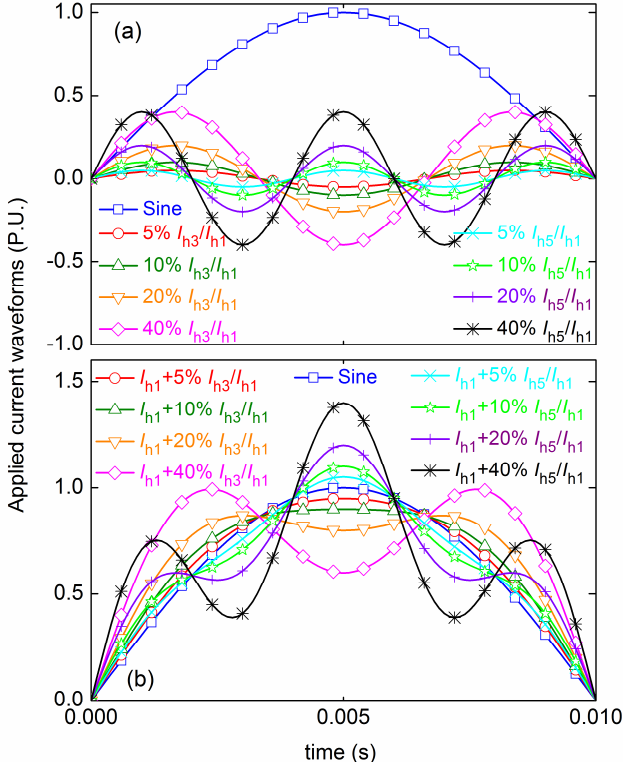 Applied current waveforms (P.U.)
1.0
0.5
0.0
-0.5
-1.0
(a)
Sine
5% Ih3/Ih1
10% Ih3/Ih1
20% Ih3/Ih1
40% Ih3/Ih1
5% Ih5/Ih1
10% Ih5/Ih1
20% Ih5/Ih1
40% Ih5/Ih1
1.5
1.0
0.5
0.0
Ih1+5% Ih3/Ih1
Ih1+10% Ih3/Ih1
Ih1+20% Ih3/Ih1
Ih1+40% Ih3/Ih1
Sine
Ih1+5% Ih5/Ih1
Ih1+10% Ih5/Ih1
Ih1+20% Ih5/Ih1
Ih1+40% Ih5/Ih1
(b)
0.000
0.005
0.010
time (s)